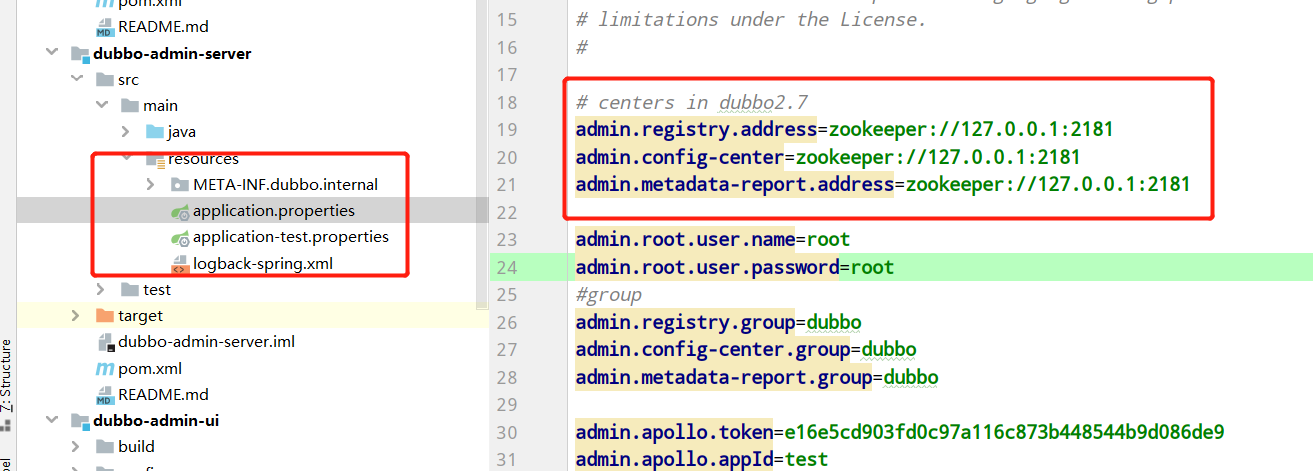 pom.xml
README.md
dubbo-admin-server
src
main
java
resources
META-INF.dubbo.internal
application.properties
application-test.properties
logback-spring.xml
test
target
dubbo-admin-server.iml
pom.xml
README.md
dubbo-admin-ui
build
Z: Structure
15 # limitations under the License.
16 #
17
18 # centers in dubbo2.7
19 admin.registry.address=zookeeper://127.0.0.1:2181
20 admin.config-center=zookeeper://127.0.0.1:2181
21 admin.metadata-report.address=zookeeper://127.0.0.1:2181
22
23 admin.root.user.name=root
24 admin.root.user.password=root
25 #group
26 admin.registry.group=dubbo
27 admin.config-center.group=dubbo
28 admin.metadata-report.group=dubbo
29
30 admin.apollo.token=e16e5cd903fd0c97a116c873b448544b9d086de9
31 admin.apollo.appId=test